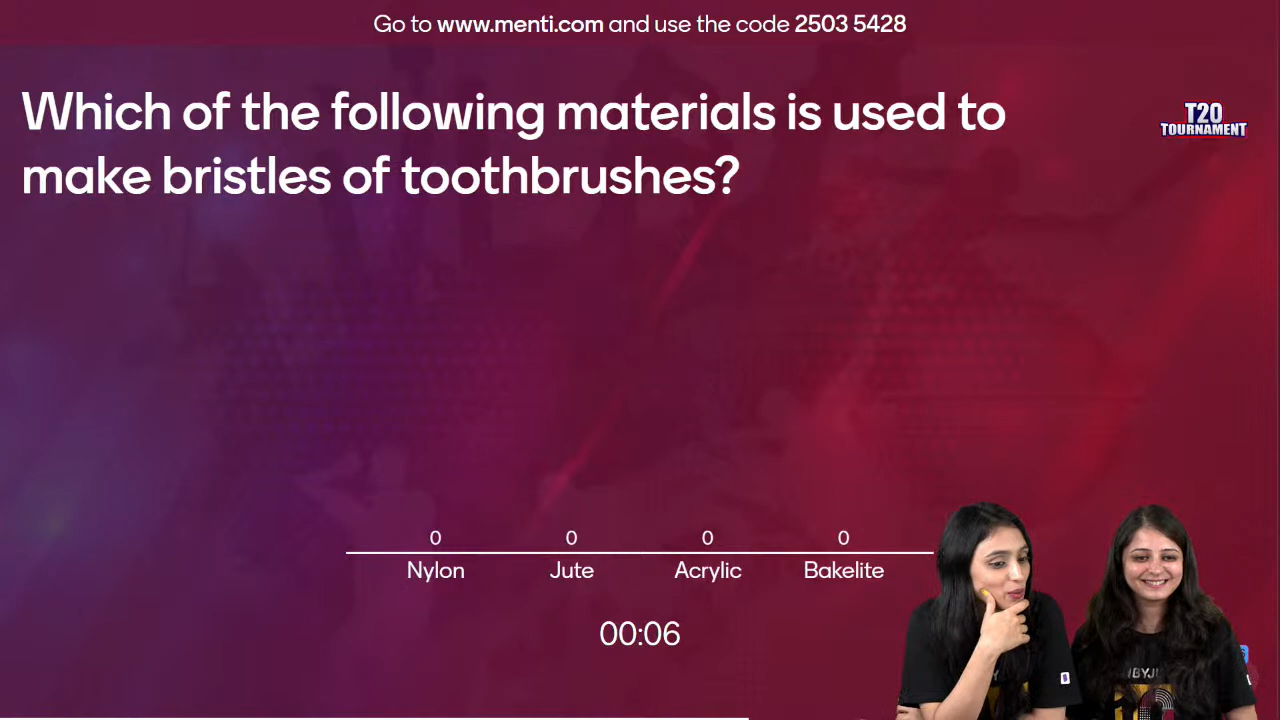 Go to www.menti.com and use the code 2503 5428
Which of the following materials is used to
make bristles of toothbrushes?
T20
TOURNAMENT
0 0 0 0
Nylon Jute Acrylic Bakelite
00:06